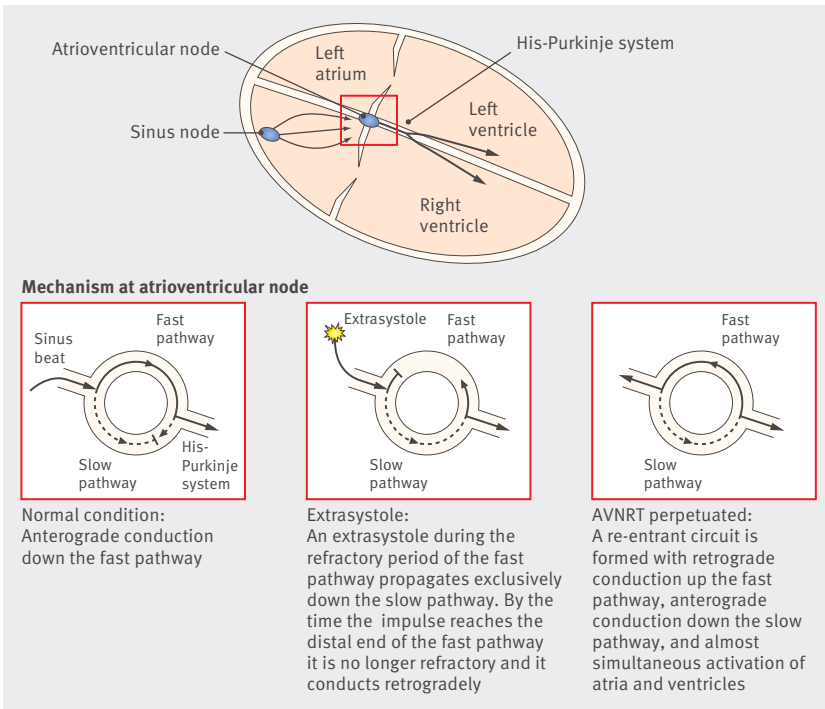 Atrioventricular node
Left
atrium
His-Purkinje system
Sinus node
Left
ventricle
Right
ventricle
Mechanism at atrioventricular node
Sinus
beat
Fast
pathway
Slow
pathway
His-
Purkinje
system
Extrasystole
Fast
pathway
Slow
pathway
Fast
pathway
Slow
pathway
Normal condition:
Anterograde conduction
down the fast pathway
Extrasystole:
An extrasystole during the
refractory period of the fast
pathway propagates exclusively
down the slow pathway. By the
time the impulse reaches the
distal end of the fast pathway
it is no longer refractory and it
conducts retrogradely
AVNRT perpetuated:
A re-entrant circuit is
formed with retrograde
conduction up the fast
pathway, anterograde
conduction down the slow
pathway, and almost
simultaneous activation of
atria and ventricles